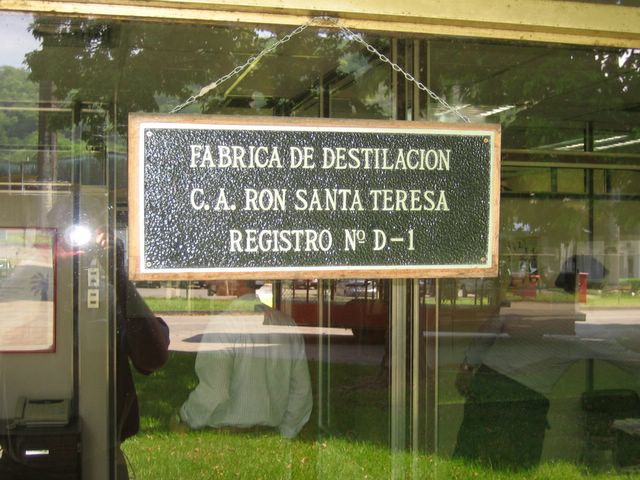 FABRICA DE DESTILACION
C. A. RON SANTA TERESA
REGISTRO Nº D-1